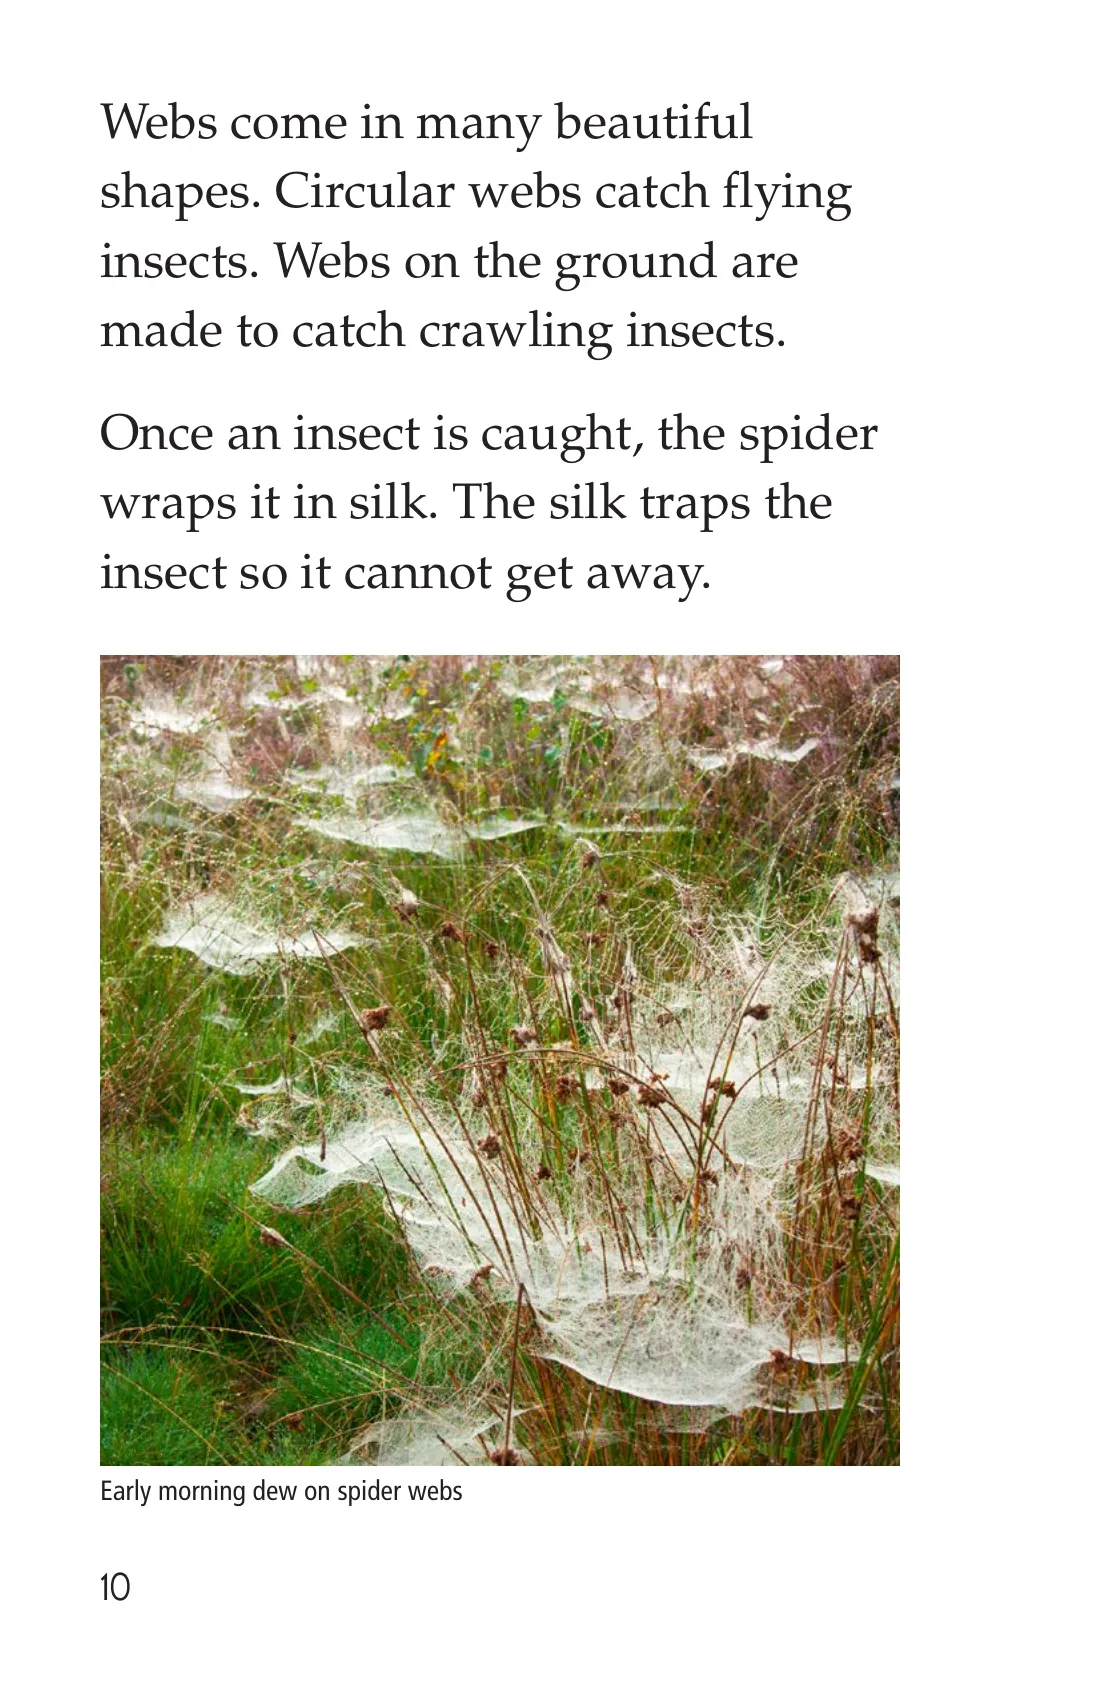 Webs come in many beautiful
shapes. Circular webs catch flying
insects. Webs on the ground are
made to catch crawling insects.
Once an insect is caught, the spider
wraps it in silk. The silk traps the
insect so it cannot get away.
Early morning dew on spider webs
10